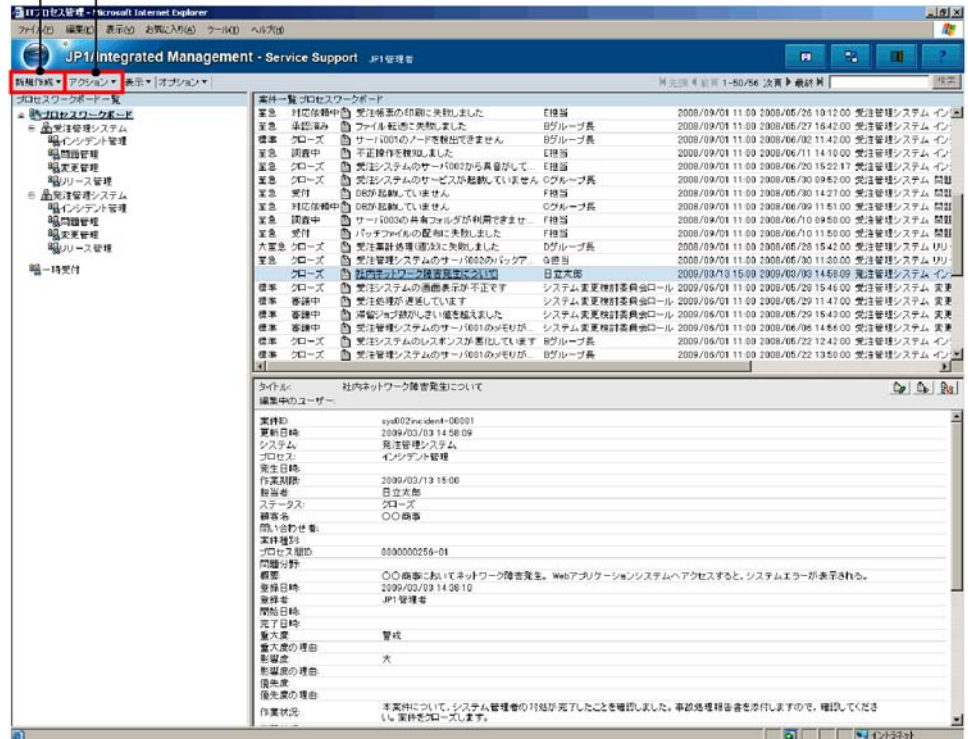 ITプロセス管理 - Microsoft Internet Explorer
ファイル(F) 編集(E) 表示(V) お気に入り(A) ツール(T) ヘルプ(H)
JP1/Integrated Management - Service Support JP1管理者
新規作成 アクション 表示 オプション
先頭 前頁 1-50/56 次頁 最終 検索
プロセスワークボード一覧
プロセスワークボード
受注管理システム
インシデント管理
問題管理
変更管理
リリース管理
発注管理システム
インシデント管理
問題管理
変更管理
リリース管理
一時受付
案件一覧:プロセスワークボード
至急 対応依頼中 受注帳票の印刷に失敗しました E担当 2008/09/01 11:00 2008/05/26 10:12:00 受注管理システム イン
至急 承認済み ファイル転送に失敗しました Bグループ長 2008/09/01 11:00 2008/05/27 16:42:00 受注管理システム イン
標準 クローズ サーバ001のノードを検出できません Bグループ長 2008/09/01 11:00 2008/06/02 11:42:00 受注管理システム イン
至急 調査中 不正操作を検知しました F担当 2008/09/01 11:00 2008/06/11 14:10:00 受注管理システム イン
至急 クローズ 受注システムのサーバ002から異音がして... E担当 2008/09/01 11:00 2008/06/20 15:22:17 受注管理システム イン
至急 クローズ 受注システムのサービスが起動していません Cグループ長 2008/09/01 11:00 2008/05/30 09:52:00 受注管理システム 問題
至急 受付 DBが起動していません E担当 2008/09/01 11:00 2008/05/30 14:27:00 受注管理システム 問題
至急 対応依頼中 DBが起動していません Cグループ長 2008/09/01 11:00 2008/06/09 11:51:00 受注管理システム 問題
至急 調査中 サーバ003の共有フォルダが利用できませ... F担当 2008/09/01 11:00 2008/06/10 09:50:00 受注管理システム 問題
至急 受付 パッチファイルの配布に失敗しました F担当 2008/09/01 11:00 2008/06/10 11:50:00 受注管理システム 問題
大至急 クローズ 受注集計処理(週次)に失敗しました Dグループ長 2008/09/01 11:00 2008/05/28 15:42:00 受注管理システム リリ
至急 クローズ 受注管理システムのサーバ002のバックア... G担当 2008/09/01 11:00 2008/05/30 11:30:00 受注管理システム リリ
クローズ 社内ネットワーク障害発生について 日立太郎 2009/03/13 15:00 2009/03/03 14:58:09 発注管理システム イン
標準 クローズ 受注システムの画面表示が不正です システム変更検討委員会ロール 2009/06/01 11:00 2008/05/28 15:46:00 受注管理システム 変更
標準 審議中 受注処理が遅延しています システム変更検討委員会ロール 2009/06/01 11:00 2008/05/29 11:47:00 受注管理システム 変更
標準 審議中 滞留ジョブ数がしきい値を超えました システム変更検討委員会ロール 2009/06/01 11:00 2008/05/29 15:43:00 受注管理システム 変更
標準 審議中 受注管理システムのサーバ001のメモリが... システム変更検討委員会ロール 2009/06/01 11:00 2008/06/06 14:56:00 受注管理システム 変更
標準 クローズ 受注システムのレスポンスが悪化しています Bグループ長 2009/06/01 11:00 2008/05/22 12:42:00 受注管理システム イン
標準 クローズ 受注管理システムのサーバ001のメモリが... Bグループ長 2009/06/01 11:00 2008/05/22 13:50:00 受注管理システム イン
タイトル: 社内ネットワーク障害発生について
編集中のユーザー:
案件ID: sys002incident-00001
更新日時: 2009/03/03 14:58:09
システム: 発注管理システム
プロセス: インシデント管理
発生日時:
作業期限: 2009/03/13 15:00
担当者: 日立太郎
ステータス: クローズ
顧客名: 〇〇商事
問い合わせ者:
案件種別:
プロセス間ID: 0000000256-01
問題分野:
概要: 〇〇商事においてネットワーク障害発生。Webアプリケーションシステムへアクセスすると、システムエラーが表示される。
登録日時: 2009/03/03 14:38:10
登録者: JP1管理者
開始日時:
完了日時:
重大度: 警戒
重大度の理由:
影響度: 大
影響度の理由:
優先度:
優先度の理由:
作業状況: 本案件について、システム管理者の対処が完了したことを確認しました。事故処理報告書を添付しますので、確認してくださ
い。案件をクローズします。
イントラネット